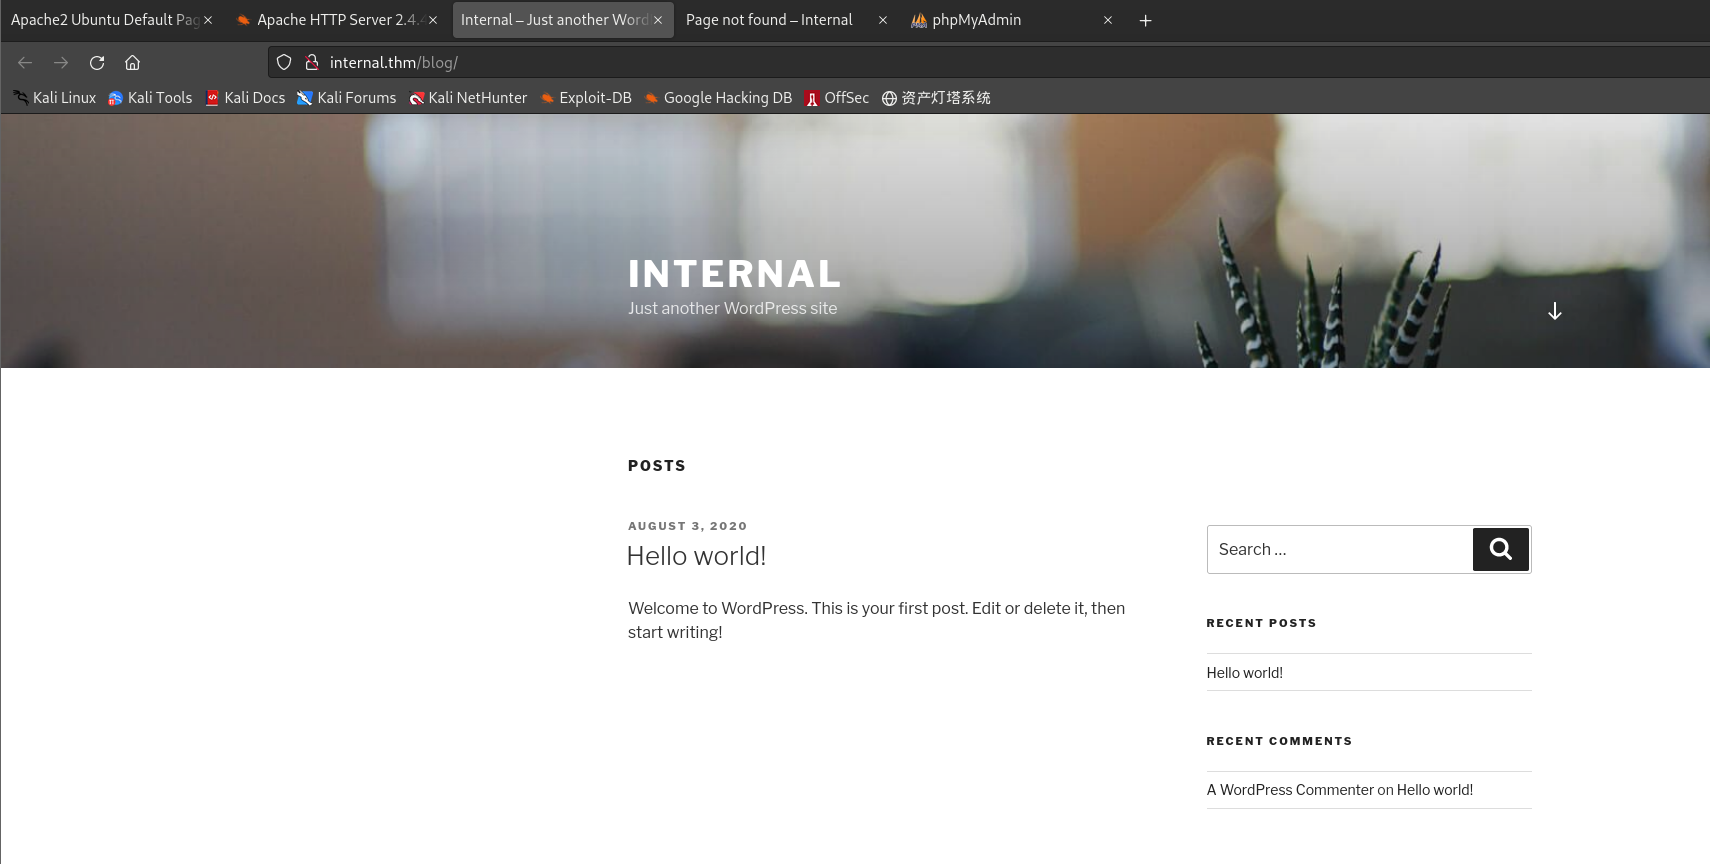 Apache2 Ubuntu Default Pag
Apache HTTP Server 2.4.4
Internal – Just another Word
Page not found – Internal
phpMyAdmin
internal.thm/blog/
Kali Linux
Kali Tools
Kali Docs
Kali Forums
Kali NetHunter
Exploit-DB
Google Hacking DB
OffSec
资产灯塔系统
INTERNAL
Just another WordPress site
POSTS
AUGUST 3, 2020
Hello world!
Welcome to WordPress. This is your first post. Edit or delete it, then
start writing!
Search …
RECENT POSTS
Hello world!
RECENT COMMENTS
A WordPress Commenter on Hello world!